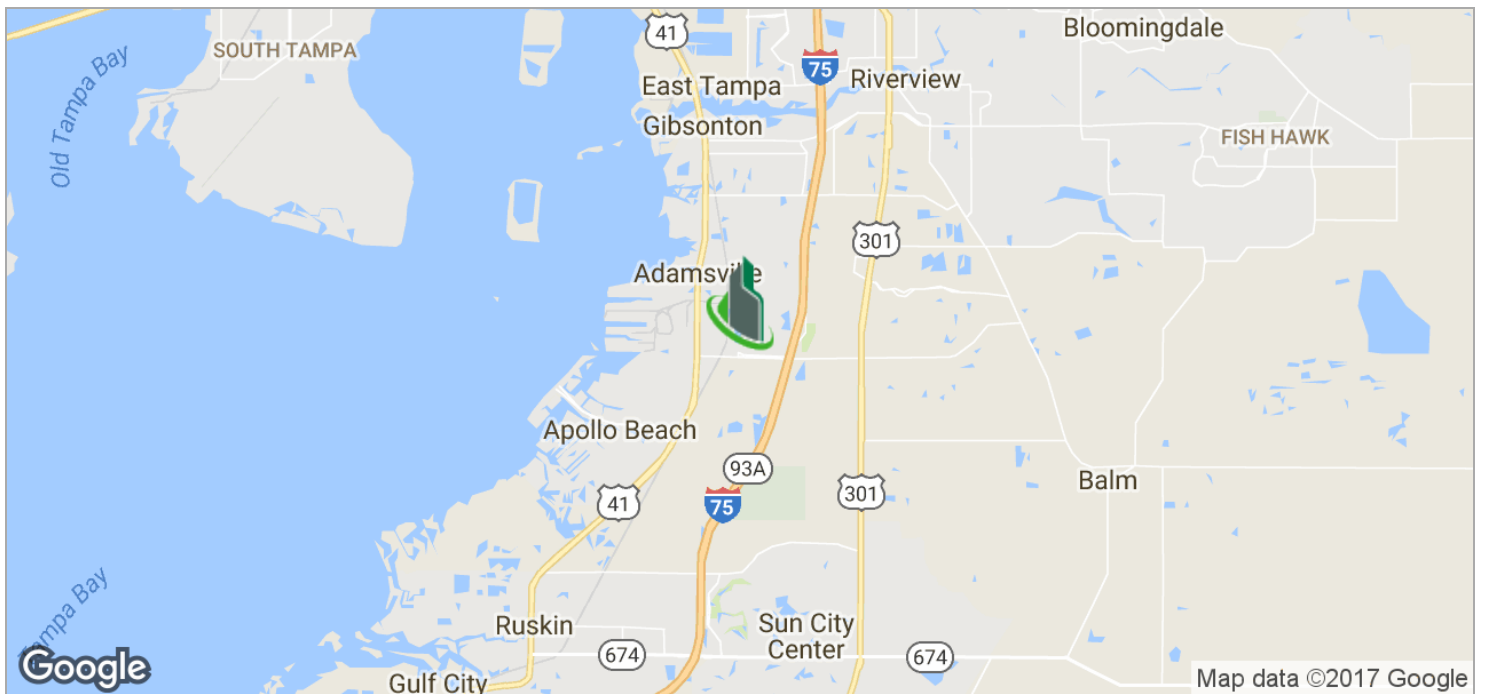 Bloomingdale
41
SOUTH TAMPA
Old Tampa Bay
75
Riverview
East Tampa
Gibsonton
FISH HAWK
301
Adamsville
Apollo Beach
93A
Balm
41
75
301
Tampa Bay
Ruskin
Sun City
Center
674
674
Google
Gulf City
Map data ©2017 Google